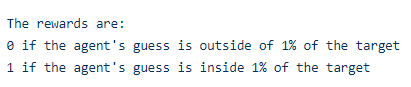 The rewards are:
0 if the agent's guess is outside of 1% of the target
1 if the agent's guess is inside 1% of the target